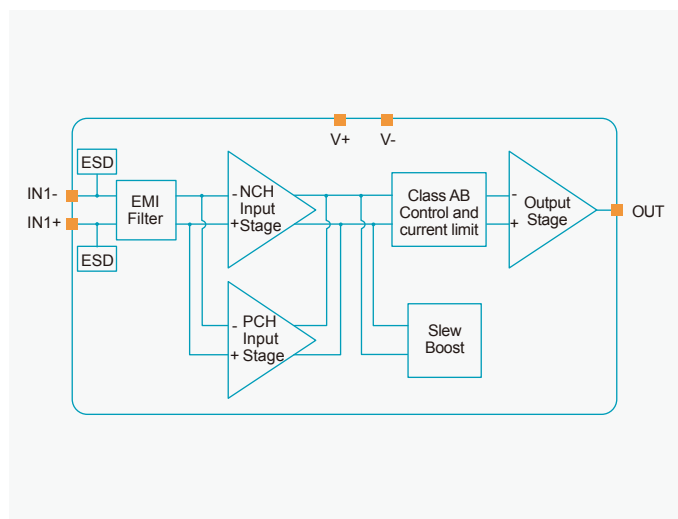 V+
V-
ESD
IN1-
IN1+
ESD
EMI
Filter
-
NCH
Input
+
Stage
-
PCH
Input
+
Stage
Class AB
Control and
current limit
Slew
Boost
-
Output
+
Stage
OUT